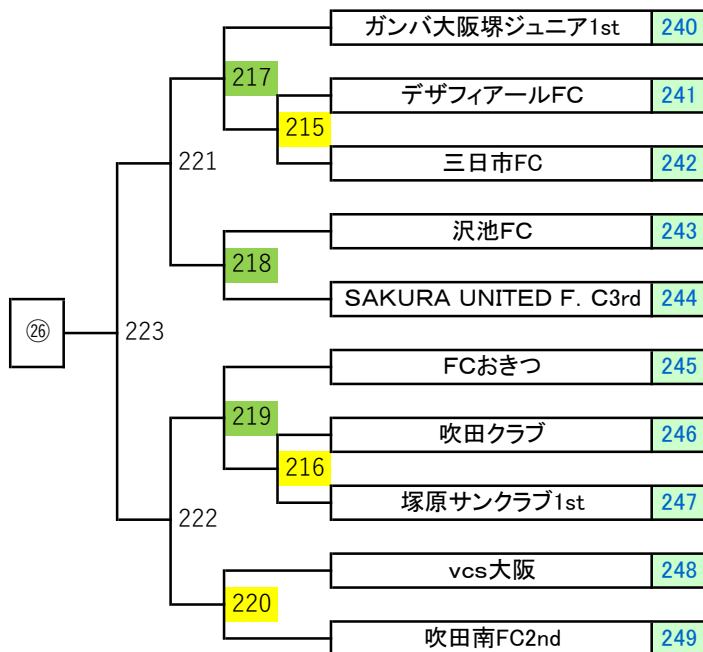 ガンバ大阪堺ジュニア1st 240
217
デザフィアールFC 241
215
221
三日市FC 242
沢池FC 243
218
SAKURA UNITED F. C3rd 244
㉖
223
FCおきつ 245
219
吹田クラブ 246
216
塚原サンクラブ1st 247
222
vcs大阪 248
220
吹田南FC2nd 249